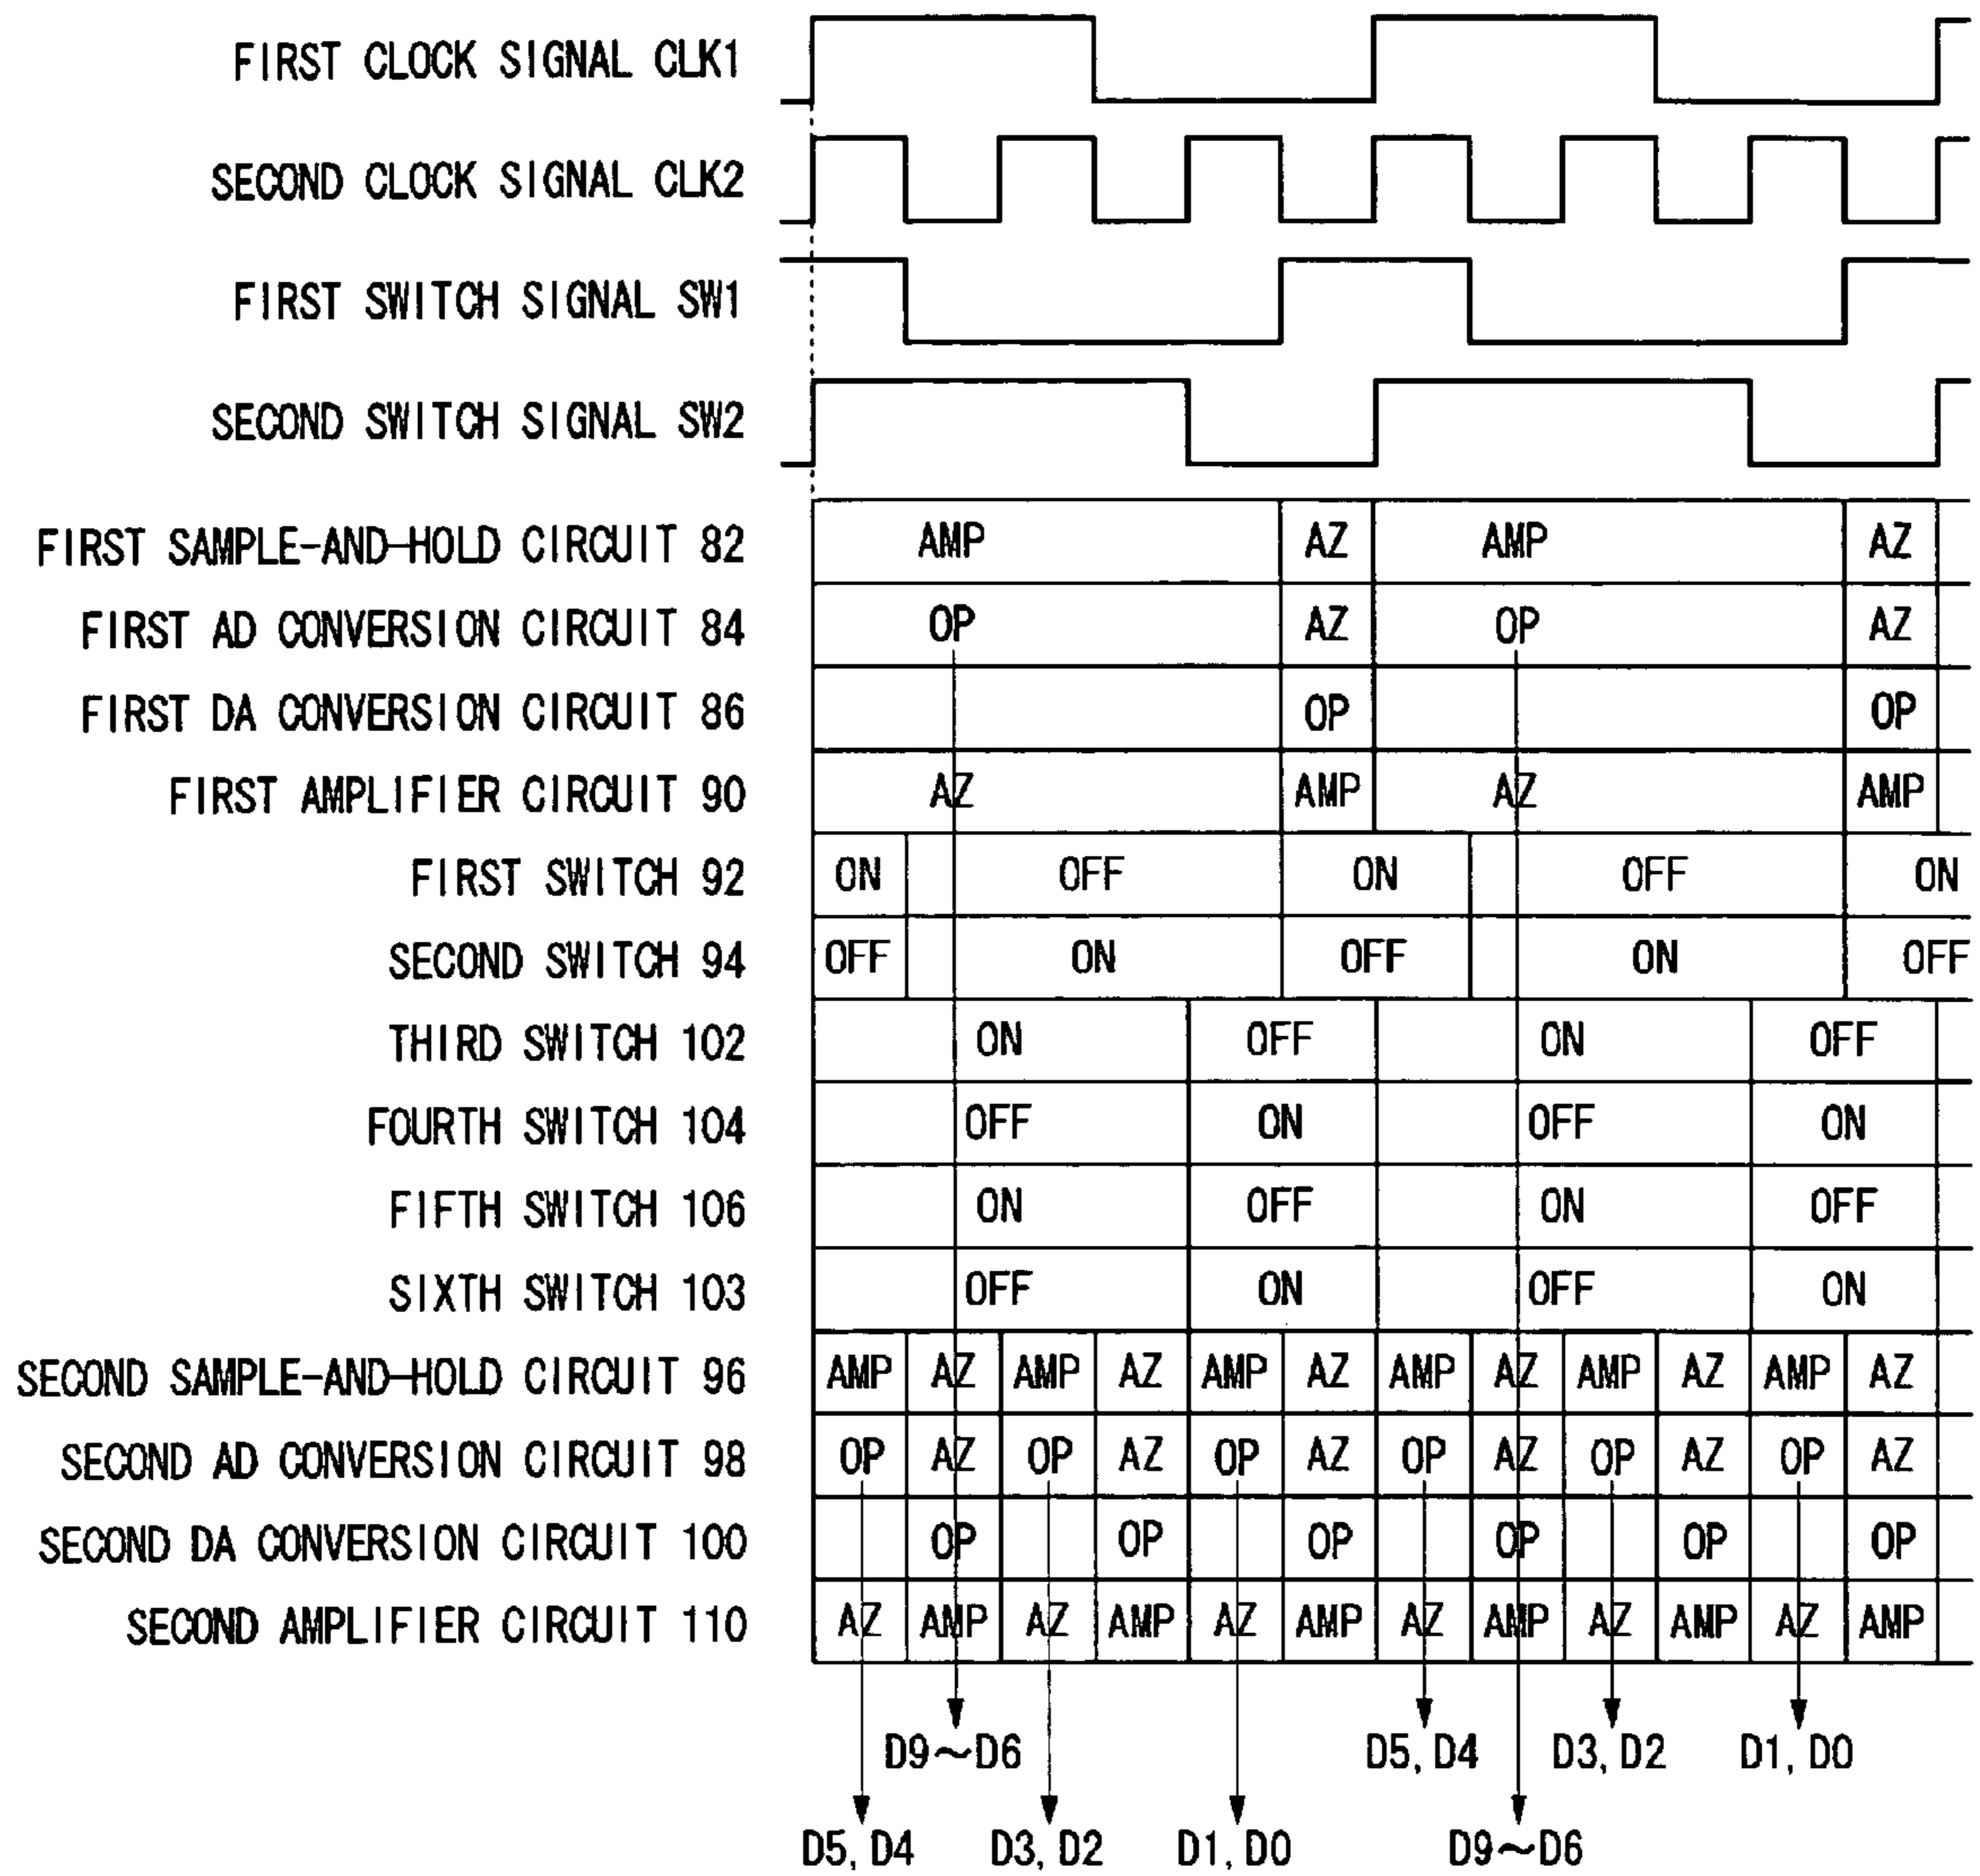 FIRST CLOCK SIGNAL CLK1
SECOND CLOCK SIGNAL CLK2
FIRST SWITCH SIGNAL SW1
SECOND SWITCH SIGNAL SW2
FIRST SAMPLE-AND-HOLD CIRCUIT 82 AMP AZ AMP AZ
FIRST AD CONVERSION CIRCUIT 84 OP AZ OP AZ
FIRST DA CONVERSION CIRCUIT 86 OP OP
FIRST AMPLIFIER CIRCUIT 90 AZ AMP AZ AMP
FIRST SWITCH 92 ON OFF ON OFF ON
SECOND SWITCH 94 OFF ON OFF ON OFF
THIRD SWITCH 102 ON OFF ON OFF
FOURTH SWITCH 104 OFF ON OFF ON
FIFTH SWITCH 106 ON OFF ON OFF
SIXTH SWITCH 103 OFF ON OFF ON
SECOND SAMPLE-AND-HOLD CIRCUIT 96 AMP AZ AMP AZ AMP AZ AMP AZ AMP AZ AMP AZ
SECOND AD CONVERSION CIRCUIT 98 OP AZ OP AZ OP AZ OP AZ OP AZ OP AZ
SECOND DA CONVERSION CIRCUIT 100 OP OP OP OP OP OP
SECOND AMPLIFIER CIRCUIT 110 AZ AMP AZ AMP AZ AMP AZ AMP AZ AMP AZ AMP
D9~D6 D5, D4 D3, D2 D1, D0
D5, D4 D3, D2 D1, D0 D9~D6